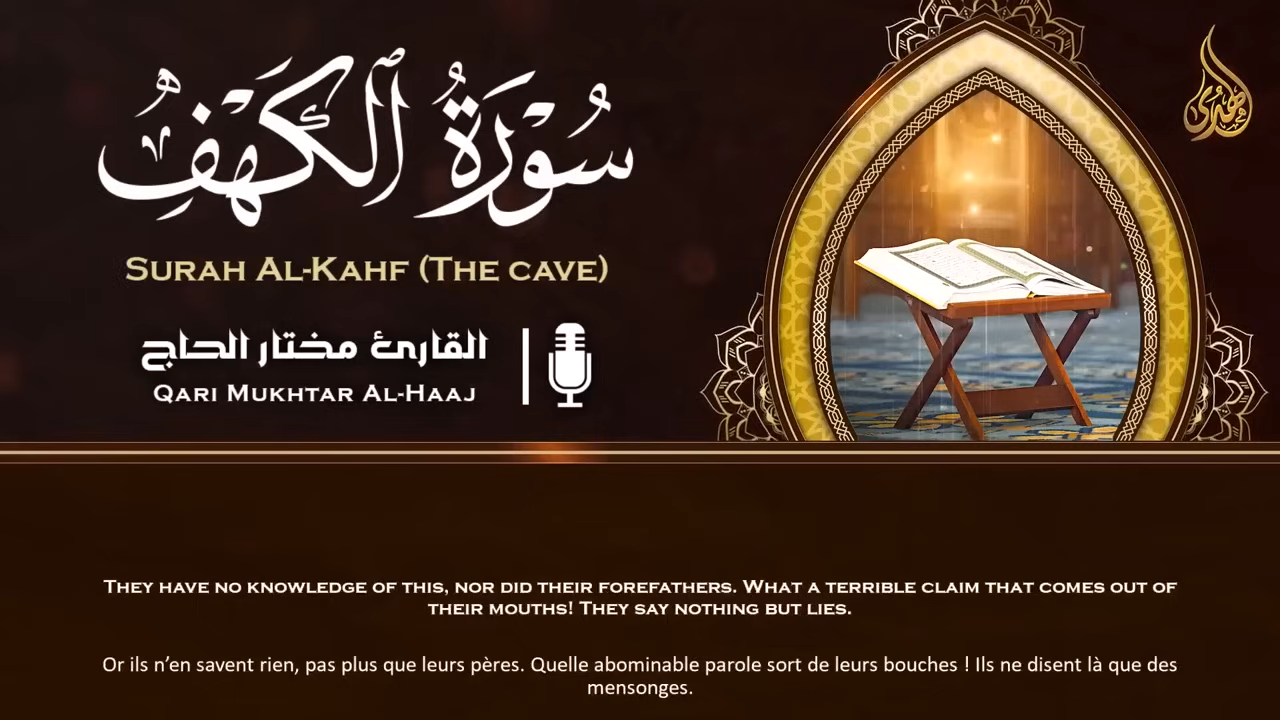 سُورَةُ ٱلْكَهْفِ
Surah Al-Kahf (The cave)
القارئ مختار الحاج
Qari Mukhtar Al-Haaj
الهدى
They have no knowledge of this, nor did their forefathers. What a terrible claim that comes out of
their mouths! They say nothing but lies.
Or ils n’en savent rien, pas plus que leurs pères. Quelle abominable parole sort de leurs bouches ! Ils ne disent là que des
mensonges.